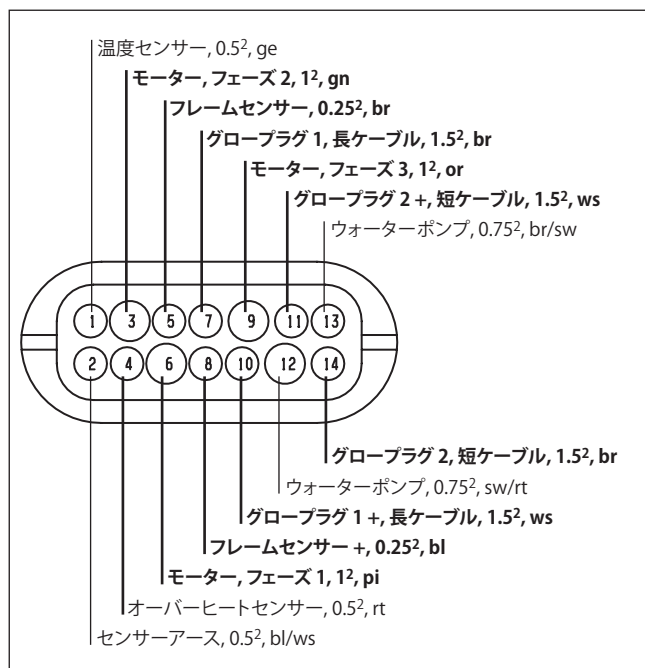 温度センサー, 0.5², ge
モーター, フェーズ 2, 1², gn
フレームセンサー, 0.25², br
グロープラグ 1, 長ケーブル, 1.5², br
モーター, フェーズ 3, 1², or
グロープラグ 2 +, 短ケーブル, 1.5², ws
ウォーターポンプ, 0.75², br/sw
1 3 5 7 9 11 13
2 4 6 8 10 12 14
グロープラグ 2, 短ケーブル, 1.5², br
ウォーターポンプ, 0.75², sw/rt
グロープラグ 1 +, 長ケーブル, 1.5², ws
フレームセンサー +, 0.25², bl
モーター, フェーズ 1, 1², pi
オーバーヒートセンサー, 0.5², rt
センサーアース, 0.5², bl/ws